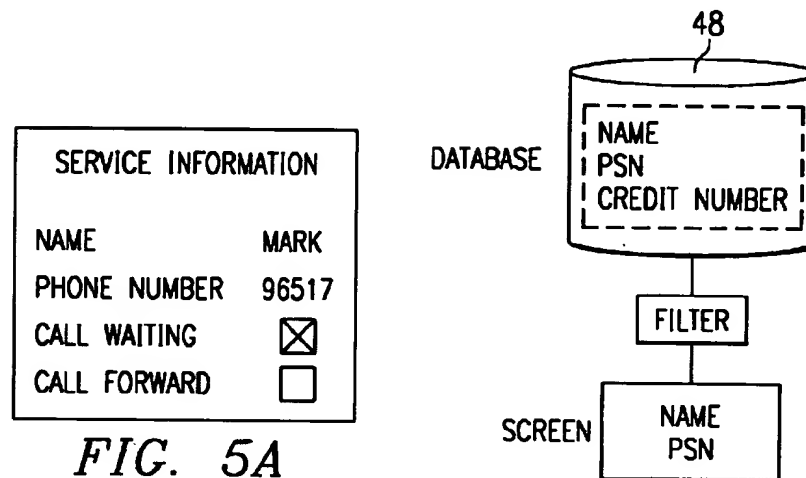 SERVICE INFORMATION
NAME MARK
PHONE NUMBER 96517
CALL WAITING
CALL FORWARD
FIG. 5A
48
DATABASE
NAME
PSN
CREDIT NUMBER
FILTER
SCREEN
NAME
PSN